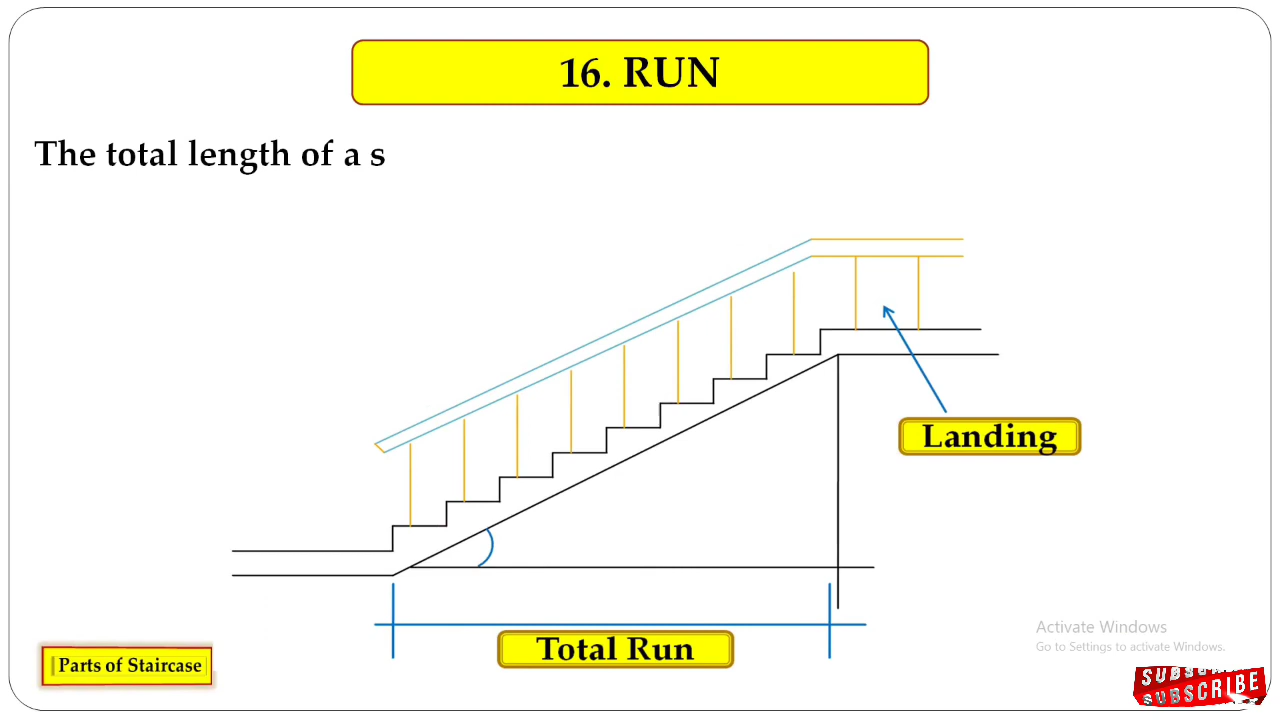 16. RUN
The total length of a s
Landing
Total Run
Parts of Staircase
Activate Windows
Go to Settings to activate Windows.
SUBSCRIBE